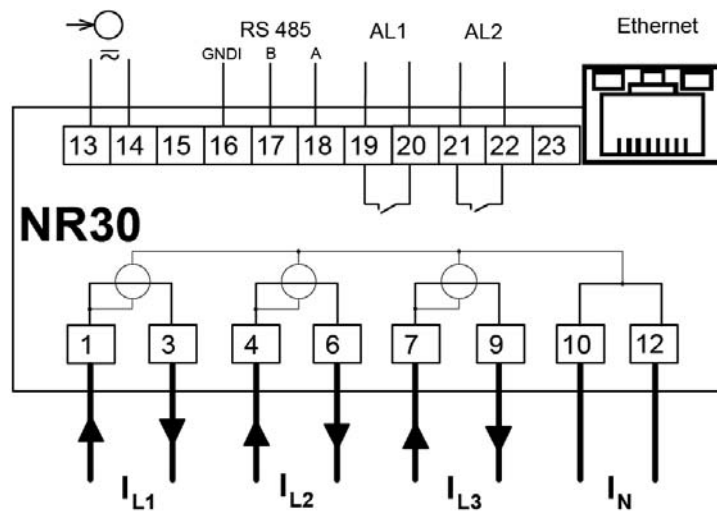 RS 485 AL1 AL2 Ethernet
GNDI B A
13 14 15 16 17 18 19 20 21 22 23
NR30
1 3 4 6 7 9 10 12
IL1 IL2 IL3 IN